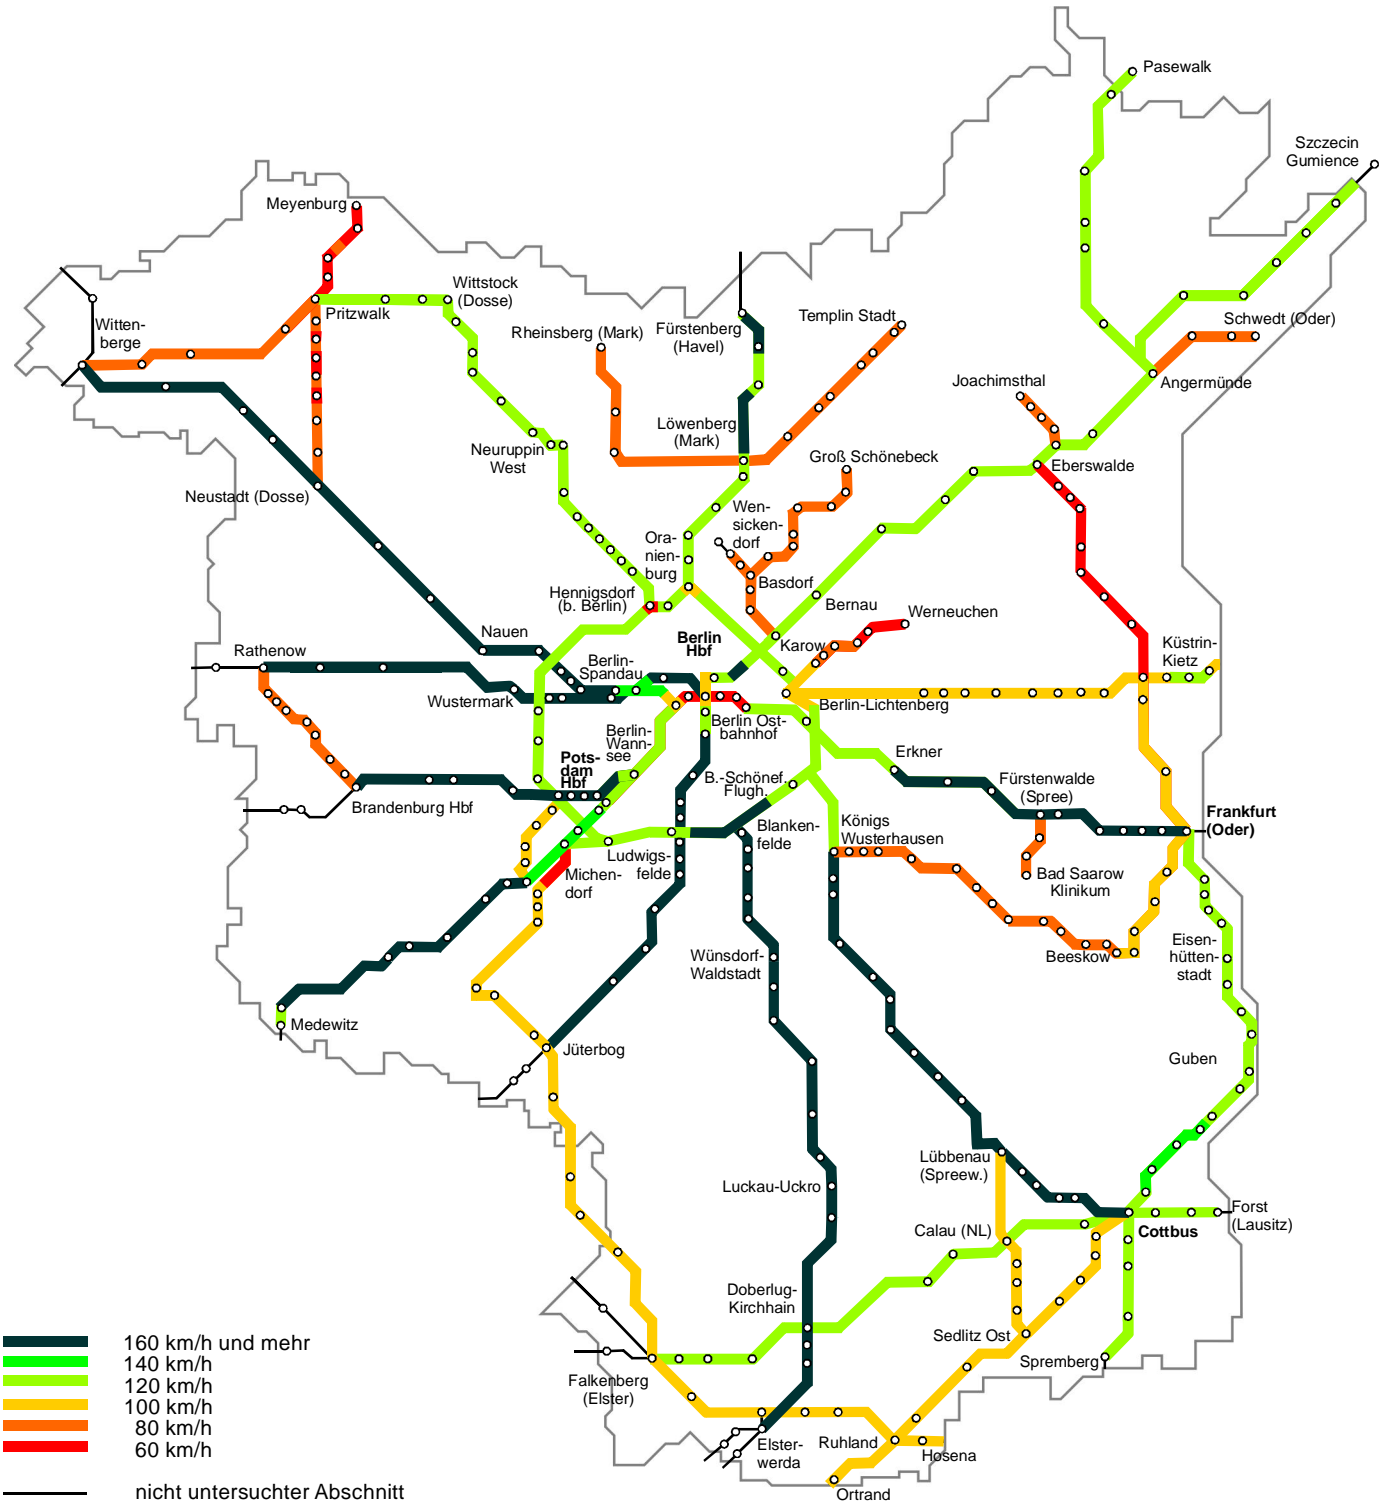 Pasewalk
Szczecin
Gumience
Meyenburg
Wittstock
(Dosse)
Pritzwalk
Witten-
berge
Rheinsberg (Mark)
Fürstenberg
(Havel)
Templin Stadt
Schwedt (Oder)
Angermünde
Joachimsthal
Löwenberg
(Mark)
Neuruppin
West
Groß Schönebeck
Eberswalde
Neustadt (Dosse)
Wen-
sicken-
dorf
Ora-
nien-
burg
Basdorf
Hennigsdorf
(b. Berlin)
Bernau
Werneuchen
Nauen
Berlin
Hbf
Karow
Küstrin-
Kietz
Rathenow
Berlin-
Spandau
Wustermark
Berlin-Lichtenberg
Berlin Ost-
bahnhof
Berlin-
Wann-
see
Erkner
Pots-
dam
Hbf
B.-Schönef.
Flugh.
Fürstenwalde
(Spree)
Brandenburg Hbf
Frankfurt
(Oder)
Blanken-
felde
Königs
Wusterhausen
Ludwigs-
felde
Michen-
dorf
Bad Saarow
Klinikum
Wünsdorf-
Waldstadt
Beeskow
Eisen-
hütten-
stadt
Medewitz
Jüterbog
Guben
Lübbenau
(Spreew.)
Luckau-Uckro
Forst
(Lausitz)
Calau (NL)
Cottbus
Doberlug-
Kirchhain
Sedlitz Ost
Spremberg
Falkenberg
(Elster)
Elster-
werda
Ruhland
Hosena
Ortrand
160 km/h und mehr
140 km/h
120 km/h
100 km/h
80 km/h
60 km/h
nicht untersuchter Abschnitt